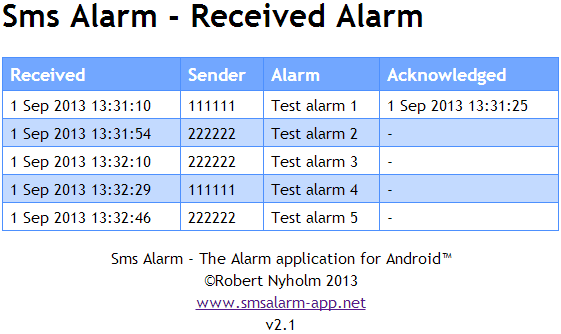 Sms Alarm - Received Alarm
Received Sender Alarm Acknowledged
1 Sep 2013 13:31:10 111111 Test alarm 1 1 Sep 2013 13:31:25
1 Sep 2013 13:31:54 222222 Test alarm 2 -
1 Sep 2013 13:32:10 222222 Test alarm 3 -
1 Sep 2013 13:32:29 111111 Test alarm 4 -
1 Sep 2013 13:32:46 222222 Test alarm 5 -
Sms Alarm - The Alarm application for Android™
©Robert Nyholm 2013
www.smsalarm-app.net
v2.1